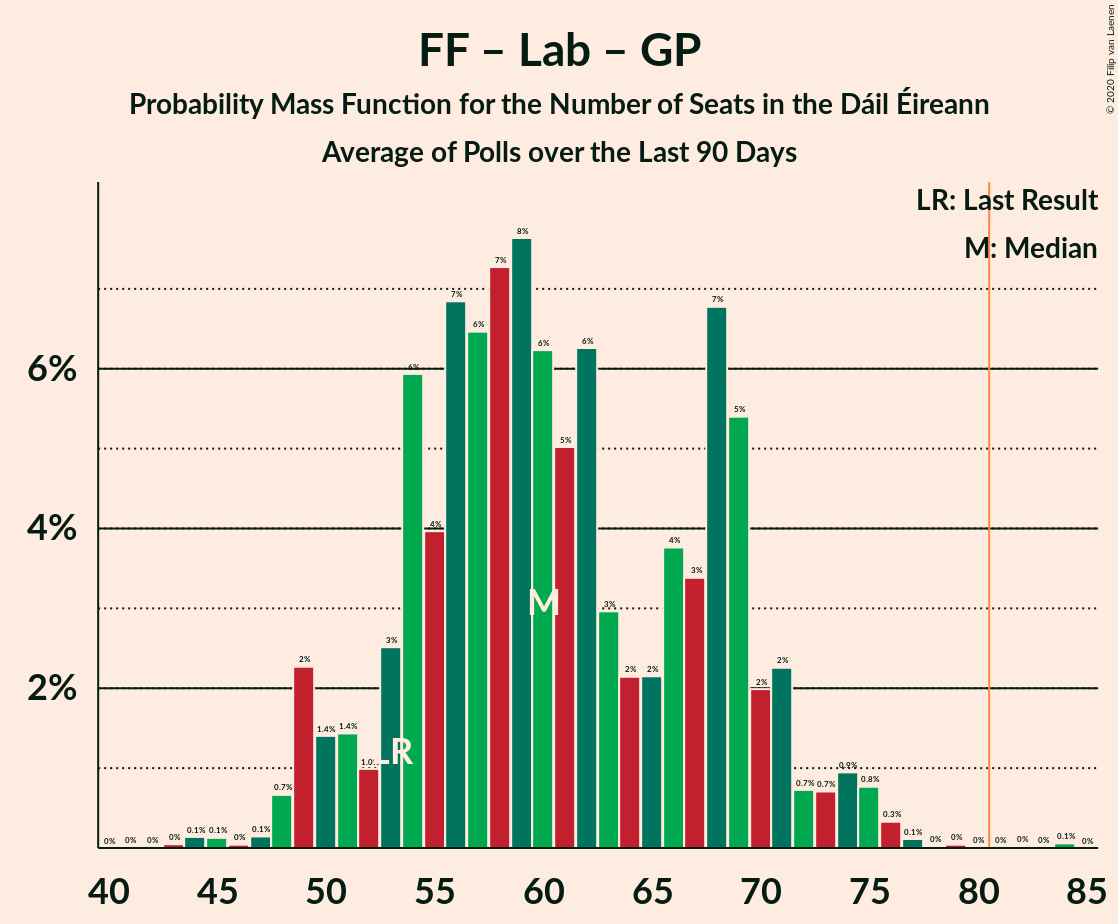 FF – Lab – GP
Probability Mass Function for the Number of Seats in the Dáil Éireann
Average of Polls over the Last 90 Days
© 2020 Filip van Laenen
LR: Last Result
M: Median
6%
4%
2%
0% 0% 0% 0% 0.1% 0.1% 0% 0.1% 0.7% 2% 1.4% 1.4% 1.0% 3% 6% 4% 7% 6% 7% 8% 6% 5% 6% 3% 2% 2% 4% 3% 7% 5% 2% 2% 0.7% 0.7% 0.9% 0.8% 0.3% 0.1% 0% 0% 0% 0% 0% 0% 0.1% 0%
LR
M
40 45 50 55 60 65 70 75 80 85